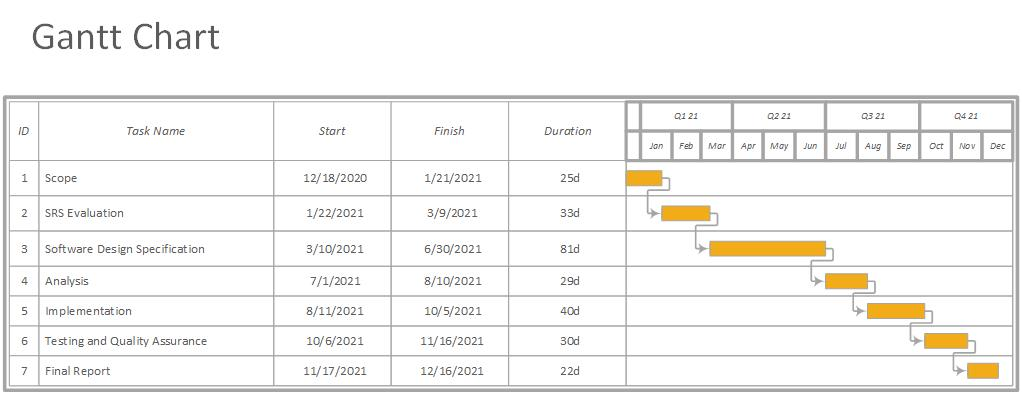 Gantt Chart
ID Task Name Start Finish Duration Q1 21 Q2 21 Q3 21 Q4 21
Jan Feb Mar Apr May Jun Jul Aug Sep Oct Nov Dec
1 Scope 12/18/2020 1/21/2021 25d
2 SRS Evaluation 1/22/2021 3/9/2021 33d
3 Software Design Specification 3/10/2021 6/30/2021 81d
4 Analysis 7/1/2021 8/10/2021 29d
5 Implementation 8/11/2021 10/5/2021 40d
6 Testing and Quality Assurance 10/6/2021 11/16/2021 30d
7 Final Report 11/17/2021 12/16/2021 22d